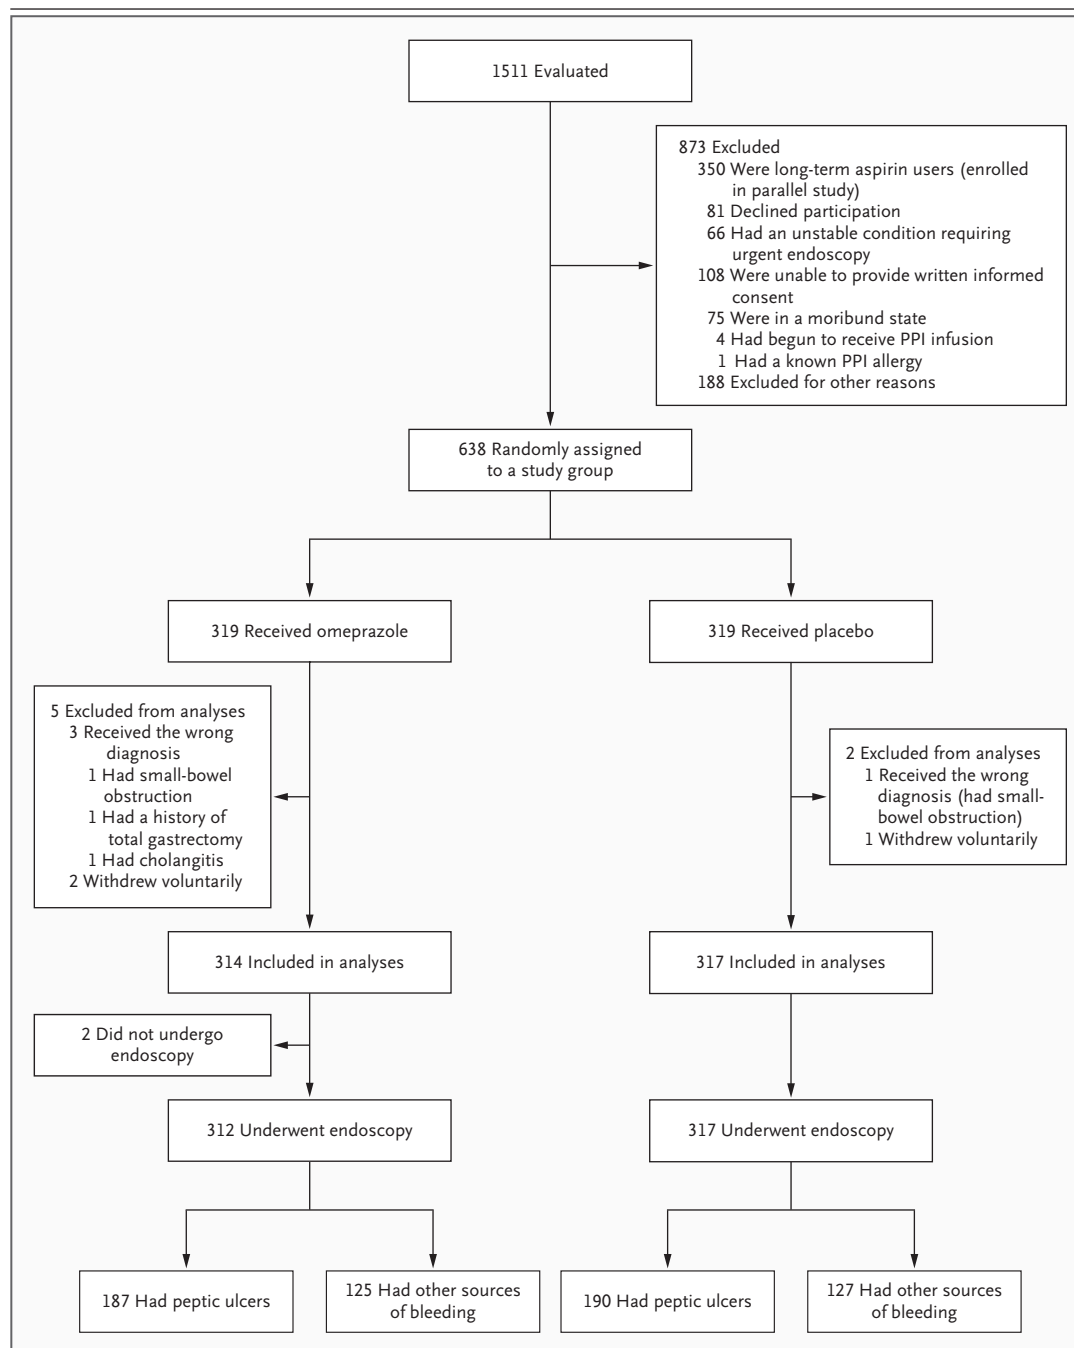 1511 Evaluated
873 Excluded
350 Were long-term aspirin users (enrolled
in parallel study)
81 Declined participation
66 Had an unstable condition requiring
urgent endoscopy
108 Were unable to provide written informed
consent
75 Were in a moribund state
4 Had begun to receive PPI infusion
1 Had a known PPI allergy
188 Excluded for other reasons
638 Randomly assigned
to a study group
319 Received omeprazole
319 Received placebo
5 Excluded from analyses
3 Received the wrong
diagnosis
1 Had small-bowel
obstruction
1 Had a history of
total gastrectomy
1 Had cholangitis
2 Withdrew voluntarily
2 Excluded from analyses
1 Received the wrong
diagnosis (had small-
bowel obstruction)
1 Withdrew voluntarily
314 Included in analyses
317 Included in analyses
2 Did not undergo
endoscopy
312 Underwent endoscopy
317 Underwent endoscopy
187 Had peptic ulcers
125 Had other sources
of bleeding
190 Had peptic ulcers
127 Had other sources
of bleeding